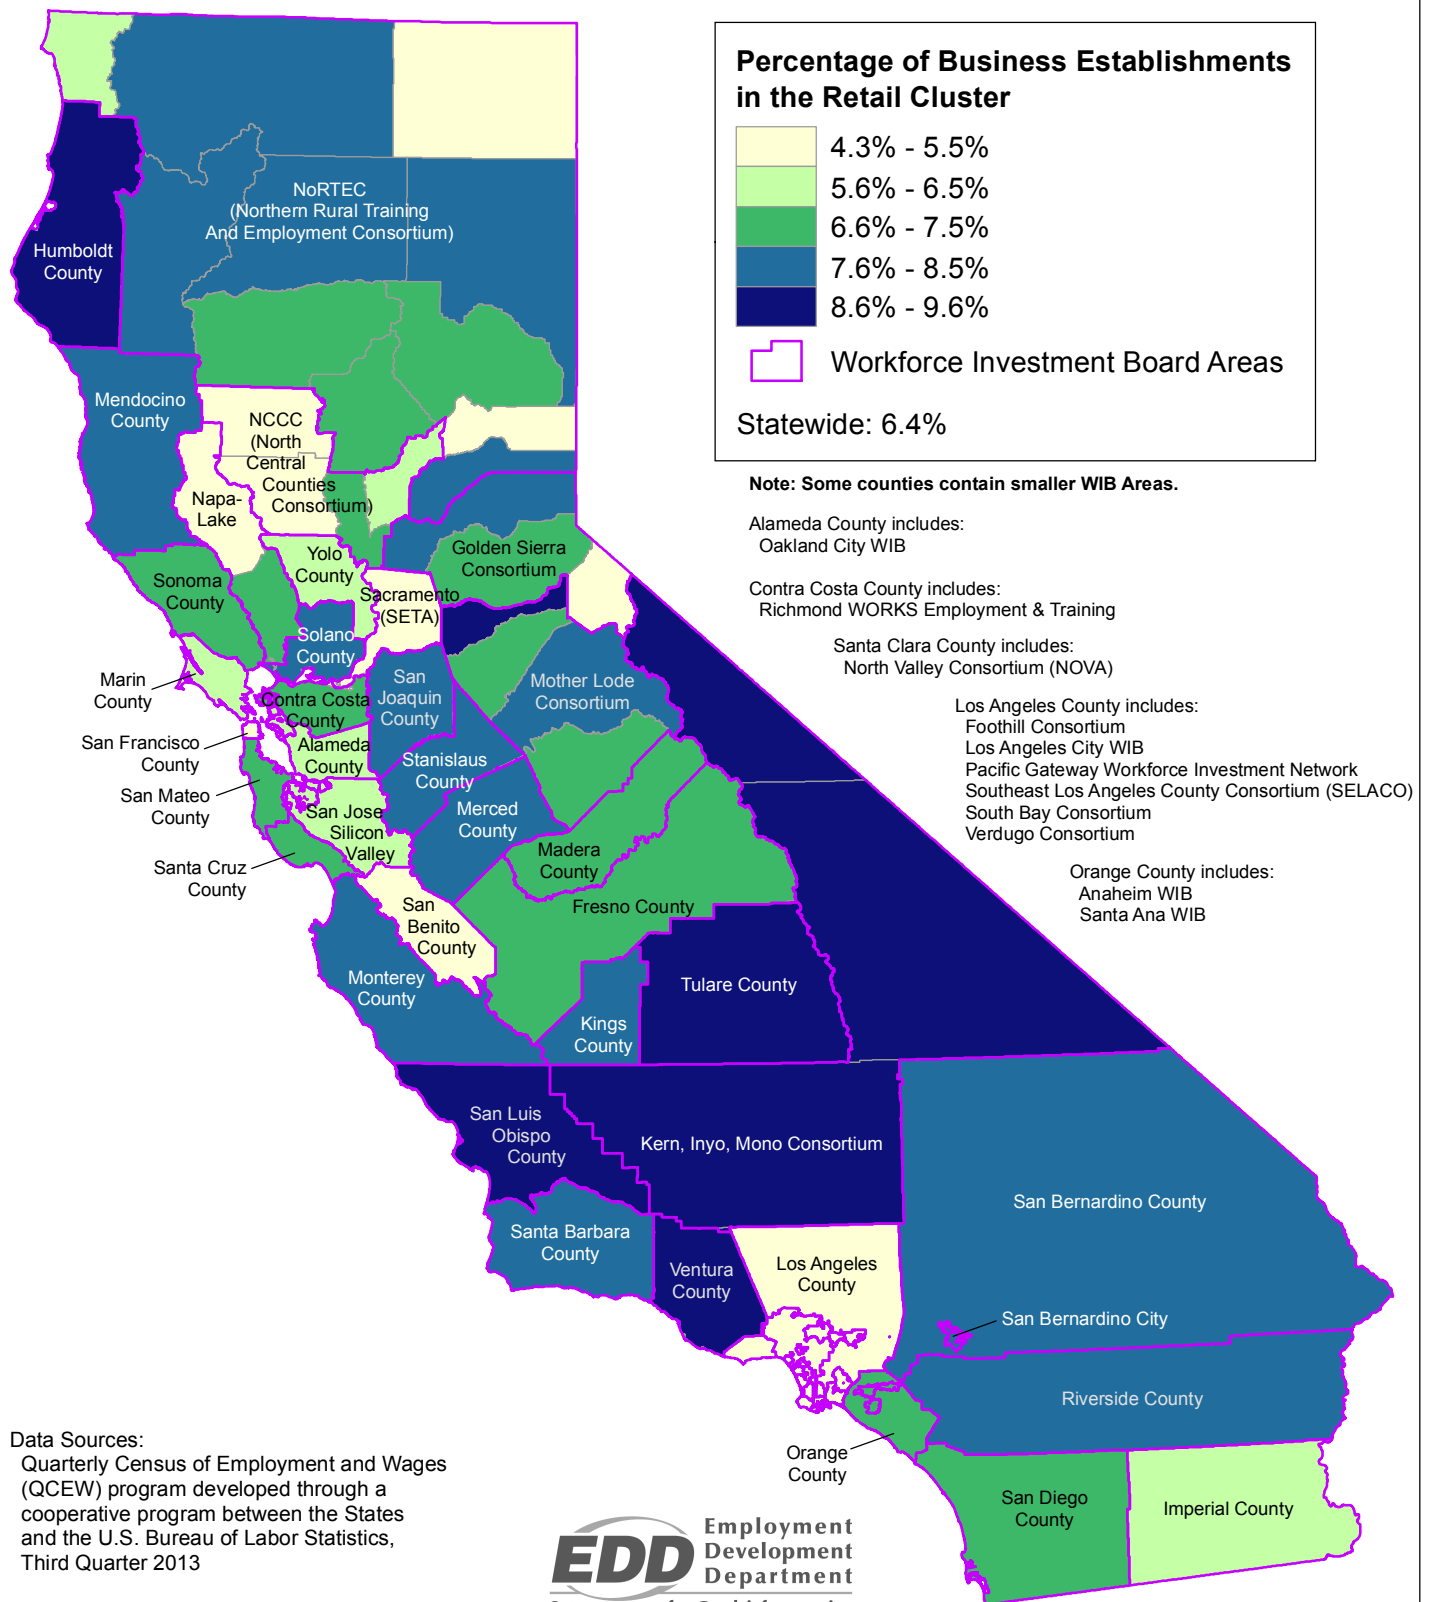 Percentage of Business Establishments
in the Retail Cluster
4.3% - 5.5%
5.6% - 6.5%
6.6% - 7.5%
7.6% - 8.5%
8.6% - 9.6%
Workforce Investment Board Areas
Statewide: 6.4%
Note: Some counties contain smaller WIB Areas.
Alameda County includes:
Oakland City WIB
Contra Costa County includes:
Richmond WORKS Employment & Training
Santa Clara County includes:
North Valley Consortium (NOVA)
Los Angeles County includes:
Foothill Consortium
Los Angeles City WIB
Pacific Gateway Workforce Investment Network
Southeast Los Angeles County Consortium (SELACO)
South Bay Consortium
Verdugo Consortium
Orange County includes:
Anaheim WIB
Santa Ana WIB
NoRTEC
(Northern Rural Training
And Employment Consortium)
Humboldt
County
Mendocino
County
NCCC
(North
Central
Counties
Consortium)
Napa-
Lake
Yolo
County
Golden Sierra
Consortium
Sonoma
County
Sacramento
(SETA)
Solano
County
Marin
County
Contra Costa
County
San
Joaquin
County
Mother Lode
Consortium
San Francisco
County
Alameda
County
Stanislaus
County
San Mateo
County
San Jose
Silicon
Valley
Merced
County
Santa Cruz
County
Madera
County
San
Benito
County
Fresno County
Monterey
County
Kings
County
Tulare County
San Luis
Obispo
County
Kern, Inyo, Mono Consortium
Santa Barbara
County
Ventura
County
Los Angeles
County
San Bernardino County
San Bernardino City
Riverside County
Orange
County
San Diego
County
Imperial County
Data Sources:
Quarterly Census of Employment and Wages
(QCEW) program developed through a
cooperative program between the States
and the U.S. Bureau of Labor Statistics,
Third Quarter 2013
EDD
Employment
Development
Department